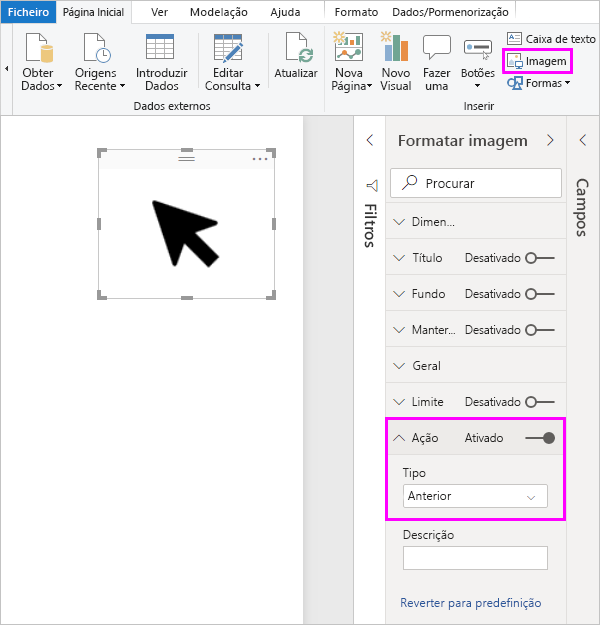 Ficheiro Página Inicial Ver Modelação Ajuda Formato Dados/Pormenorização
Obter Dados
Origens Recente
Introduzir Dados
Editar Consulta
Atualizar
Nova Página
Novo Visual
Fazer uma
Botões
Caixa de texto
Imagem
Formas
Dados externos
Inserir
Filtros
Formatar imagem
Procurar
Dimen...
Título Desativado
Fundo Desativado
Manter... Desativado
Geral
Limite Desativado
Ação Ativado
Tipo
Anterior
Descrição
Reverter para predefinição
Campos